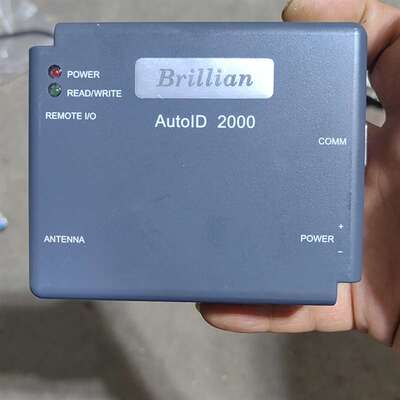 Brillian
POWER
READ/WRITE
REMOTE I/O
AutoID 2000
COMM
ANTENNA
+
POWER
−